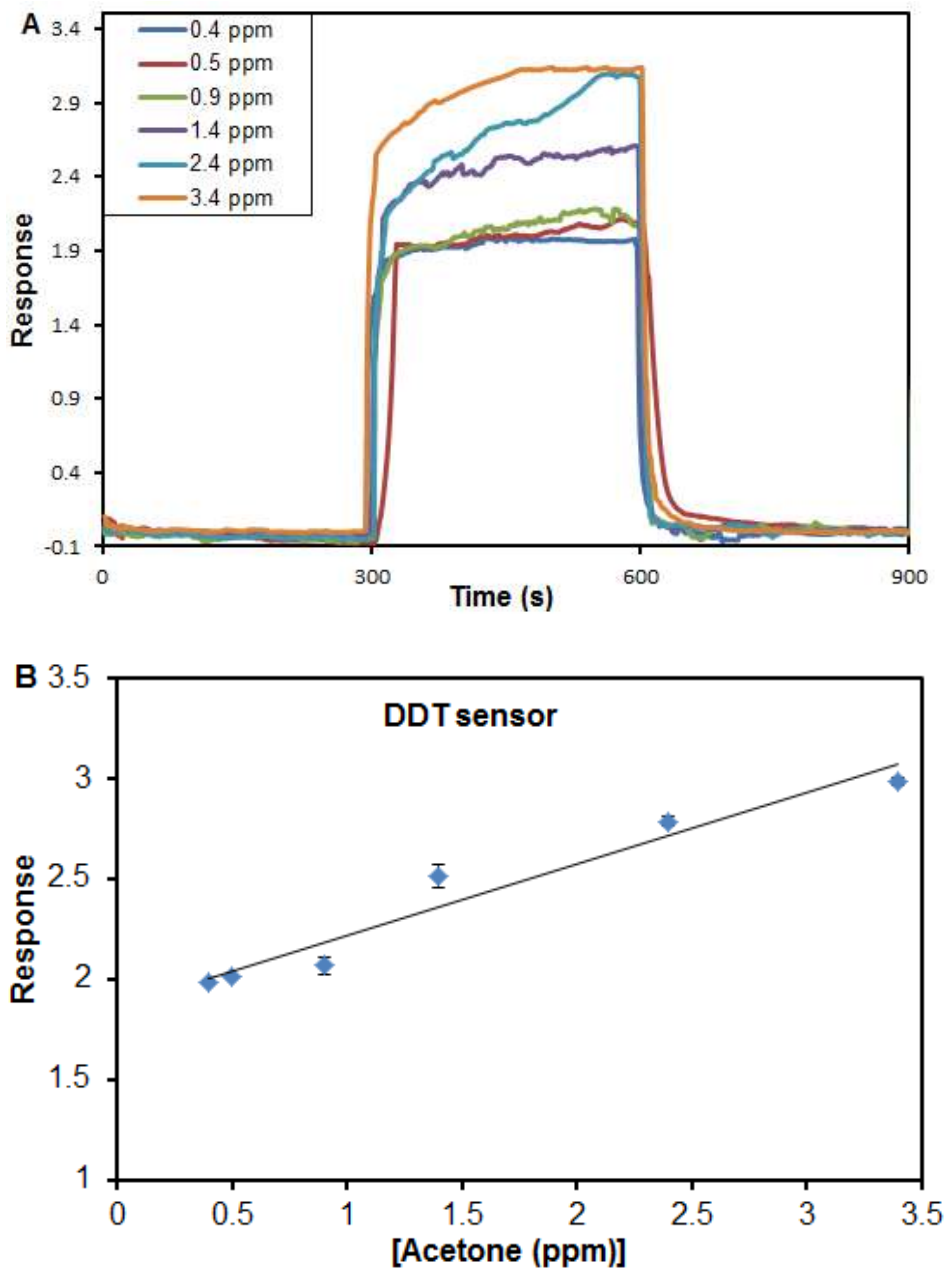 A
3.4
2.9
2.4
1.9
1.4
0.9
0.4
-0.1
Response
0.4 ppm
0.5 ppm
0.9 ppm
1.4 ppm
2.4 ppm
3.4 ppm
0 300 600 900
Time (s)
B
3.5
3
2.5
2
1.5
1
Response
DDT sensor
0 0.5 1 1.5 2 2.5 3 3.5
[Acetone (ppm)]